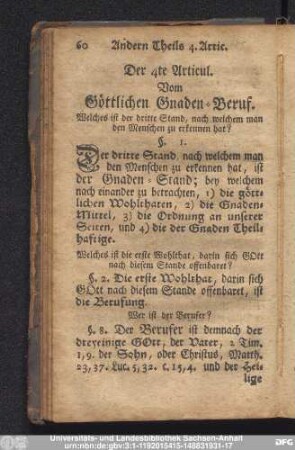 60 Andern Theils 4. Artic.
Der 4te Articul.
Vom
Göttlichen Gnaden-Beruf.
Welches ist der dritte Stand, nach welchem man
den Menschen zu erkennen hat?
§. 1.
Der dritte Stand, nach welchem man
den Menschen zu erkennen hat, ist
der Gnaden-Stand; bey welchem
nach einander zu betrachten, 1) die gött-
lichen Wohlthaten, 2) die Gnaden-
Mittel, 3) die Ordnung an unserer
Seiten, und 4) die der Gnaden Theil-
haftige.
Welches ist die erste Wohlthat, darin sich GOtt
nach diesem Stande offenbaret?
§. 2. Die erste Wohlthat, darin sich
GOtt nach diesem Stande offenbaret, ist
die Berufung.
Wer ist der Berufer?
§. 3. Der Berufer ist demnach der
dreyeinige GOtt, der Vater, 2 Tim.
1, 9. der Sohn, oder Christus, Matth.
23, 37. Luc. 5, 32. c. 15, 4. und der Hei-
lige
Universitäts- und Landesbibliothek Sachsen-Anhalt
urn:nbn:de:gbv:3:1-1192015415-148831931-17
DFG